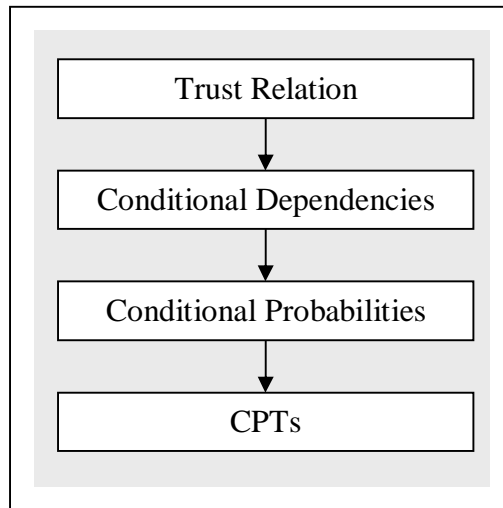 Trust Relation
Conditional Dependencies
Conditional Probabilities
CPTs